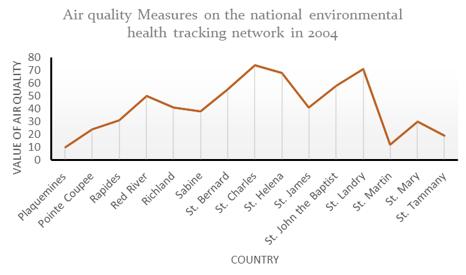 Air quality Measures on the national environmental
health tracking network in 2004
VALUE OF AIR QUALITY
80
70
60
50
40
30
20
10
0
Plaquemines
Pointe Coupee
Rapides
Red River
Richland
Sabine
St. Bernard
St. Charles
St. Helena
St. James
St. John the Baptist
St. Landry
St. Martin
St. Mary
St. Tammany
COUNTRY